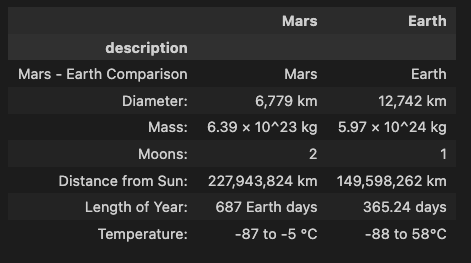 Mars Earth
description
Mars - Earth Comparison Mars Earth
Diameter: 6,779 km 12,742 km
Mass: 6.39 × 10^23 kg 5.97 × 10^24 kg
Moons: 2 1
Distance from Sun: 227,943,824 km 149,598,262 km
Length of Year: 687 Earth days 365.24 days
Temperature: -87 to -5 °C -88 to 58°C